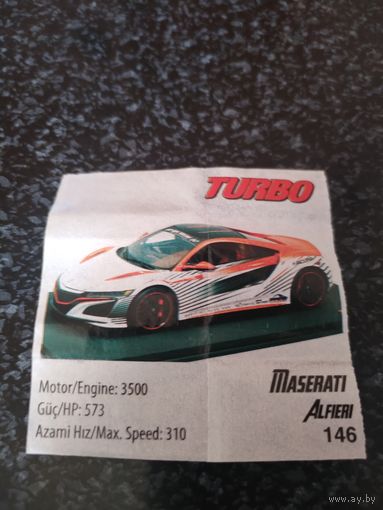 TURBO
Motor/Engine: 3500
Güç/HP: 573
Azami Hız/Max. Speed: 310
MASERATI
ALFIERI
146
www.ay.by